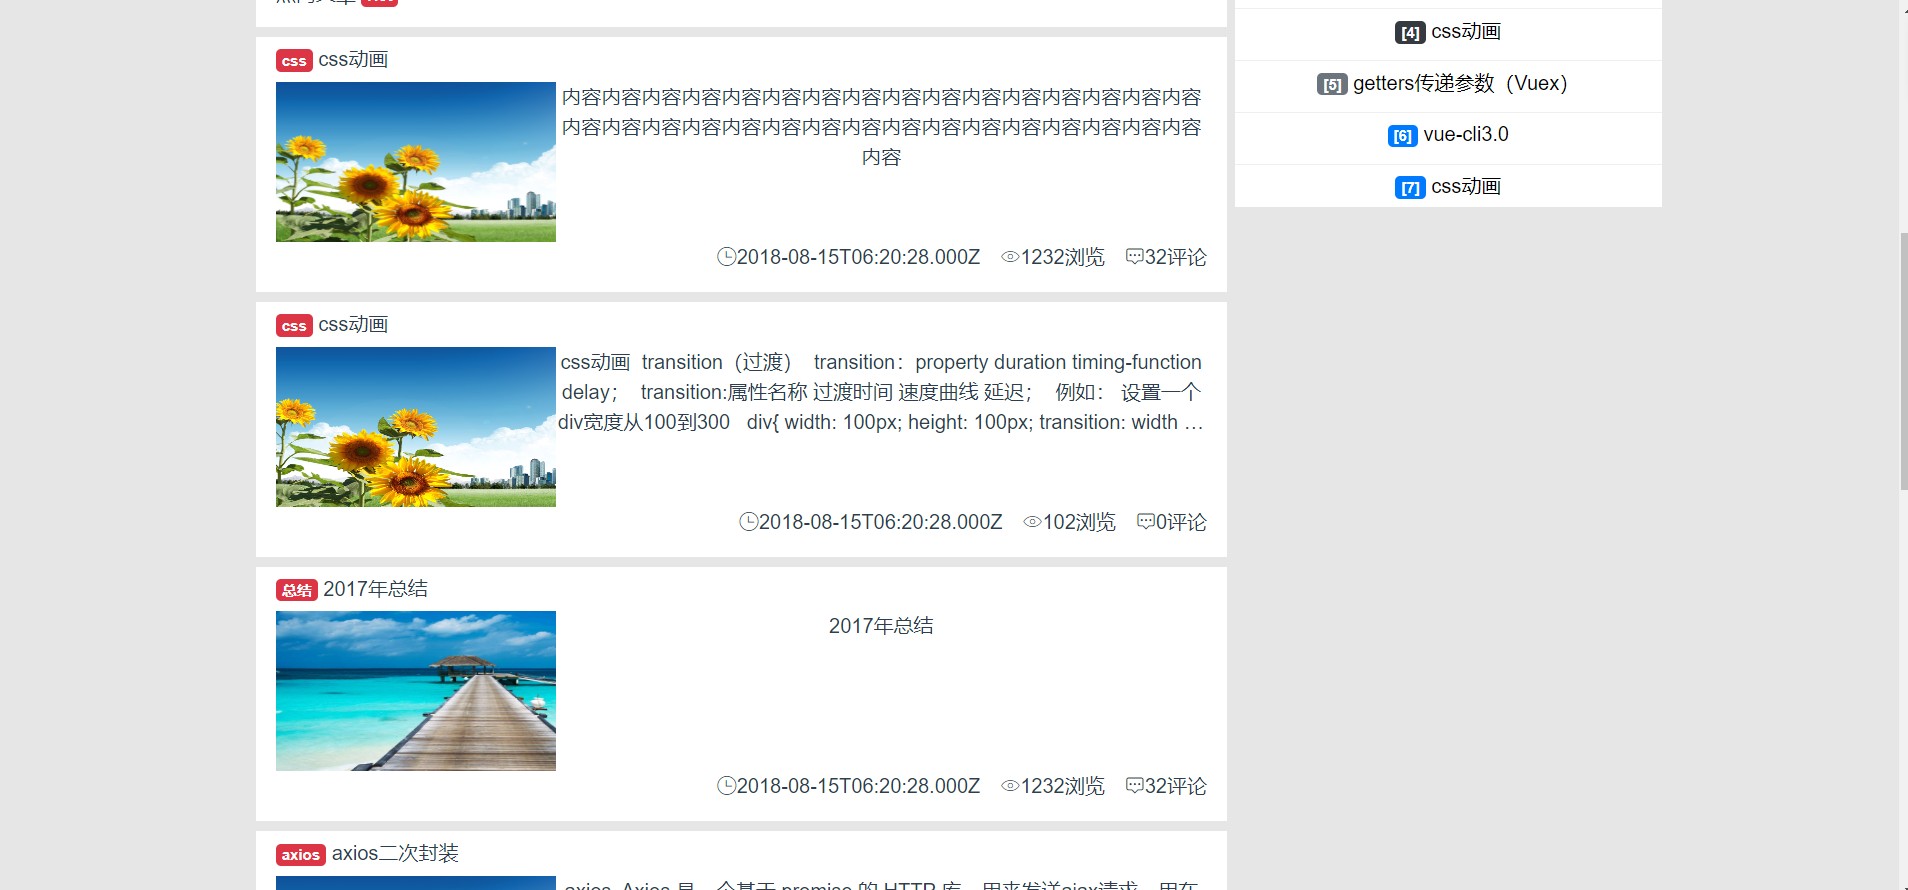 css css动画
内容内容内容内容内容内容内容内容内容内容内容内容内容内容内容内容
内容内容内容内容内容内容内容内容内容内容内容内容内容内容内容内容
内容
2018-08-15T06:20:28.000Z 1232浏览 32评论
css css动画
css动画 transition（过渡） transition：property duration timing-function
delay； transition:属性名称 过渡时间 速度曲线 延迟； 例如： 设置一个
div宽度从100到300 div{ width: 100px; height: 100px; transition: width …
2018-08-15T06:20:28.000Z 102浏览 0评论
总结 2017年总结
2017年总结
2018-08-15T06:20:28.000Z 1232浏览 32评论
axios axios二次封装
[4] css动画
[5] getters传递参数（Vuex）
[6] vue-cli3.0
[7] css动画